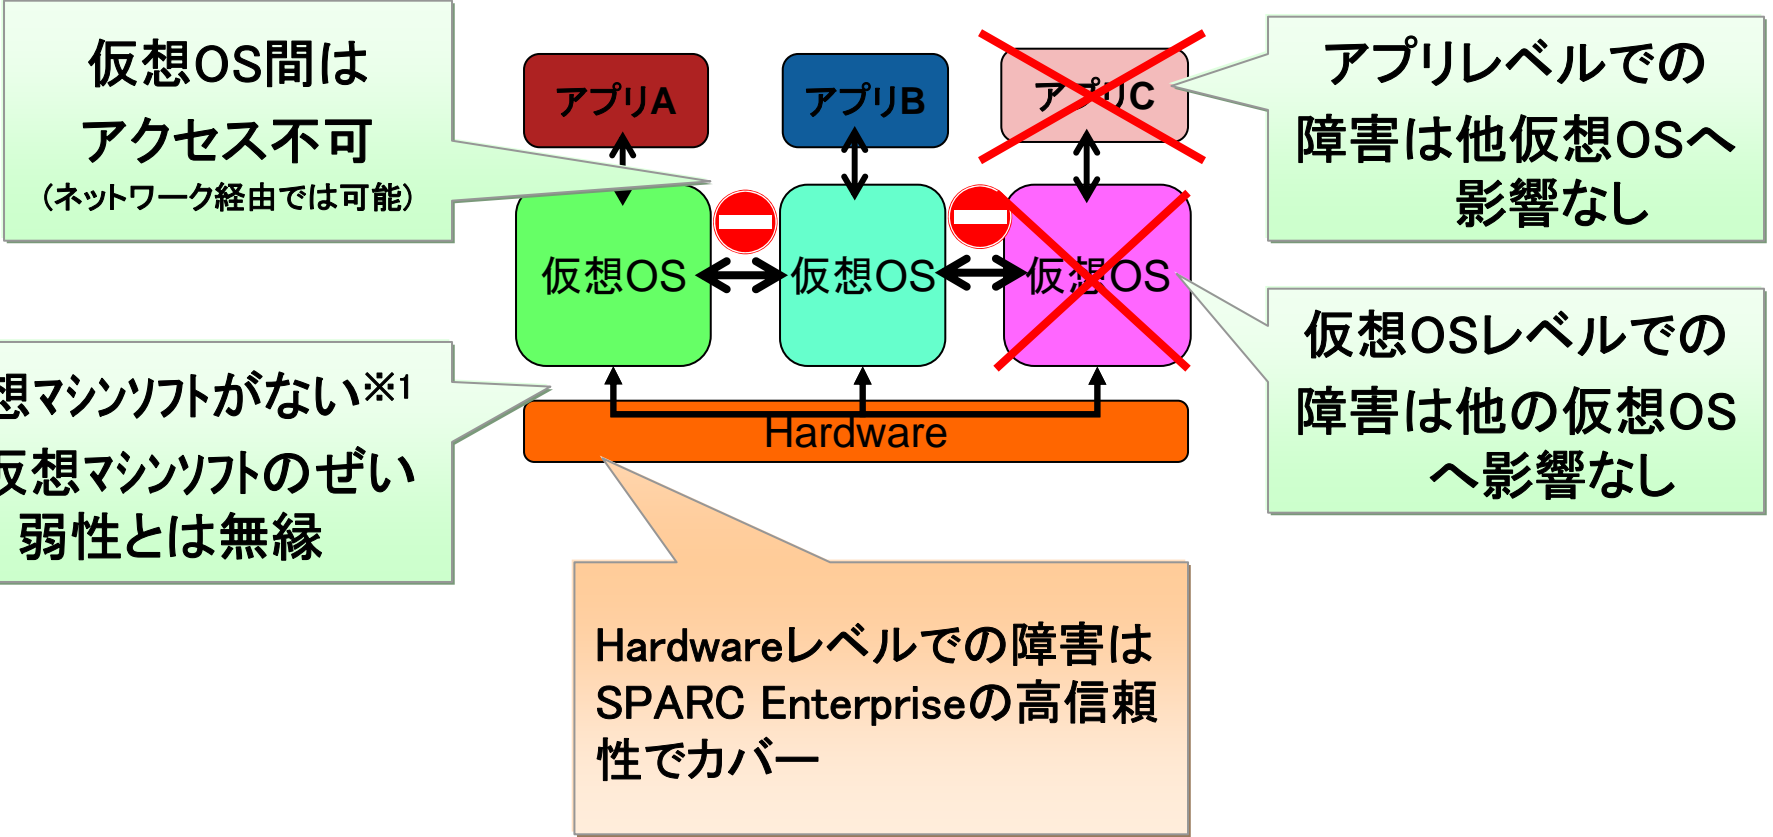 仮想OS間は
アクセス不可
(ネットワーク経由では可能)
アプリA
アプリB
アプリC
アプリレベルでの
障害は他仮想OSへ
影響なし
仮想OS
仮想OS
仮想OS
仮想OSレベルでの
障害は他の仮想OS
へ影響なし
想マシンソフトがない※1
仮想マシンソフトのぜい
弱性とは無縁
Hardware
Hardwareレベルでの障害は
SPARC Enterpriseの高信頼
性でカバー